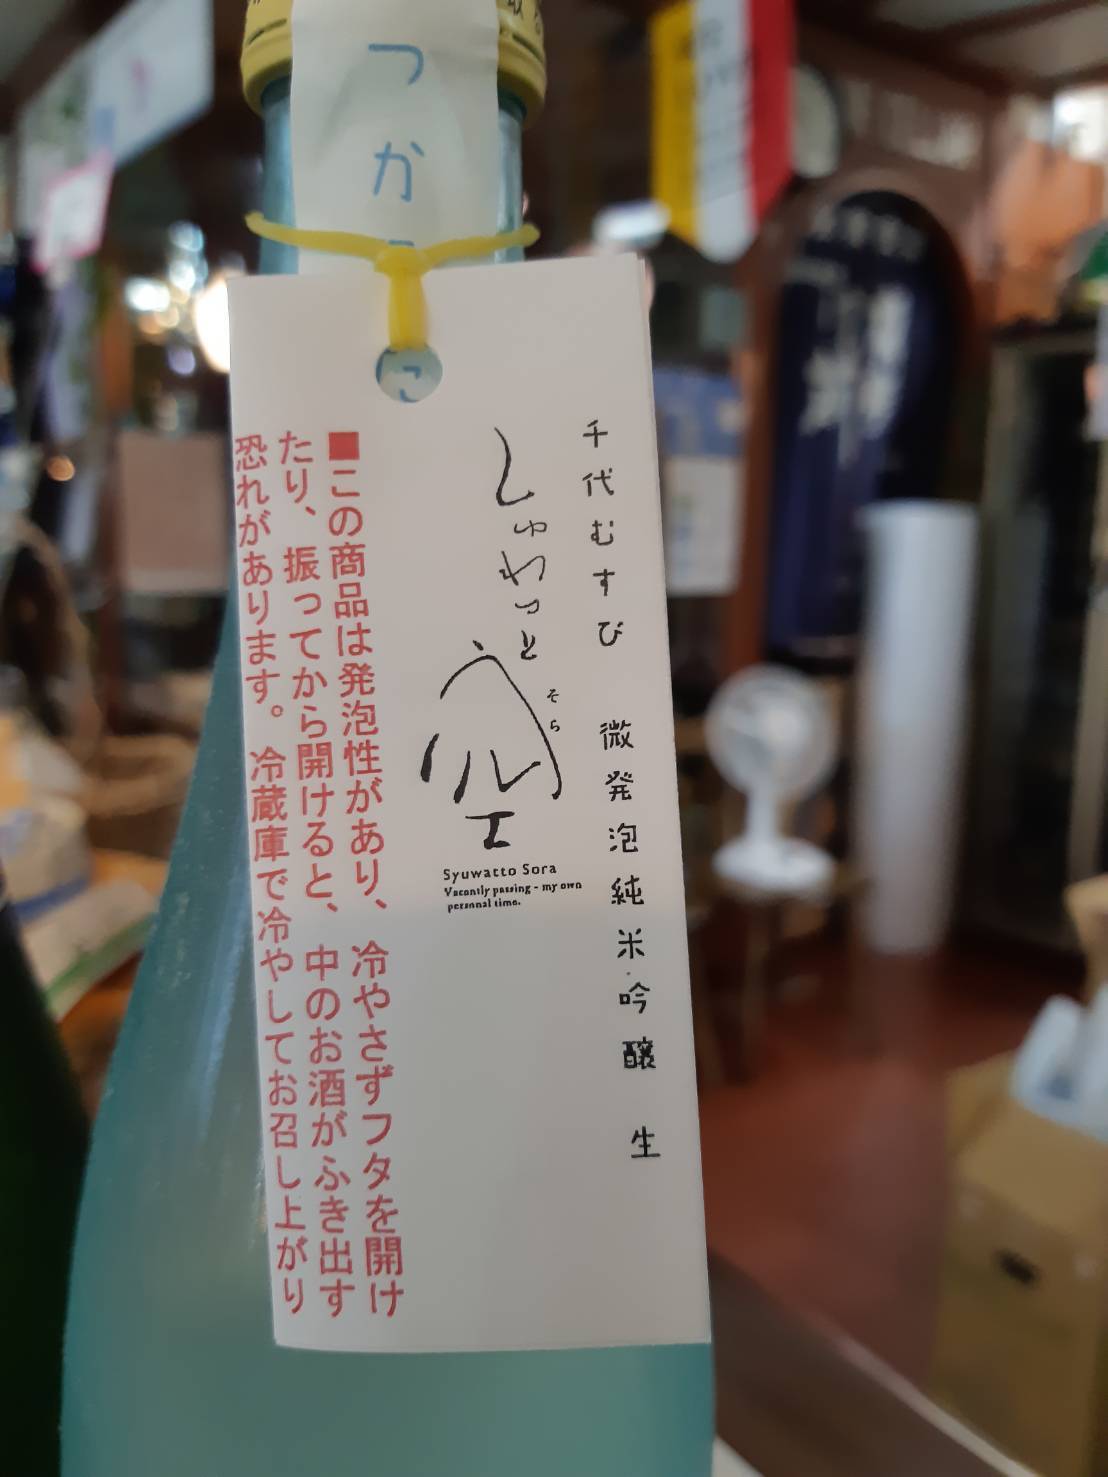 つかこ
千代むすび 微発泡純米吟醸 生
しゅわっと空
そら
Syuwatto Sora
Vacantly passing - my own
personal time.
■この商品は発泡性があり、冷やさずフタを開け
たり、振ってから開けると、中のお酒がふき出す
恐れがあります。冷蔵庫で冷やしてお召し上がり